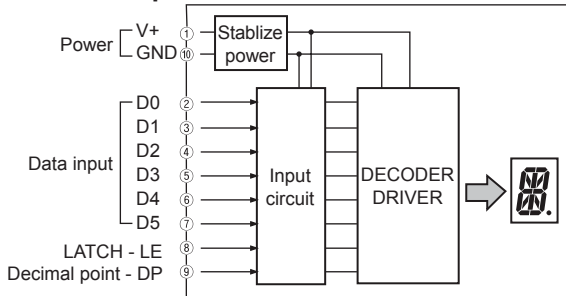 Power
V+ ①
GND ⑩
Stablize
power
Data input
D0 ②
D1 ③
D2 ④
D3 ⑤
D4 ⑥
D5 ⑦
LATCH - LE ⑧
Decimal point - DP ⑨
Input
circuit
DECODER
DRIVER